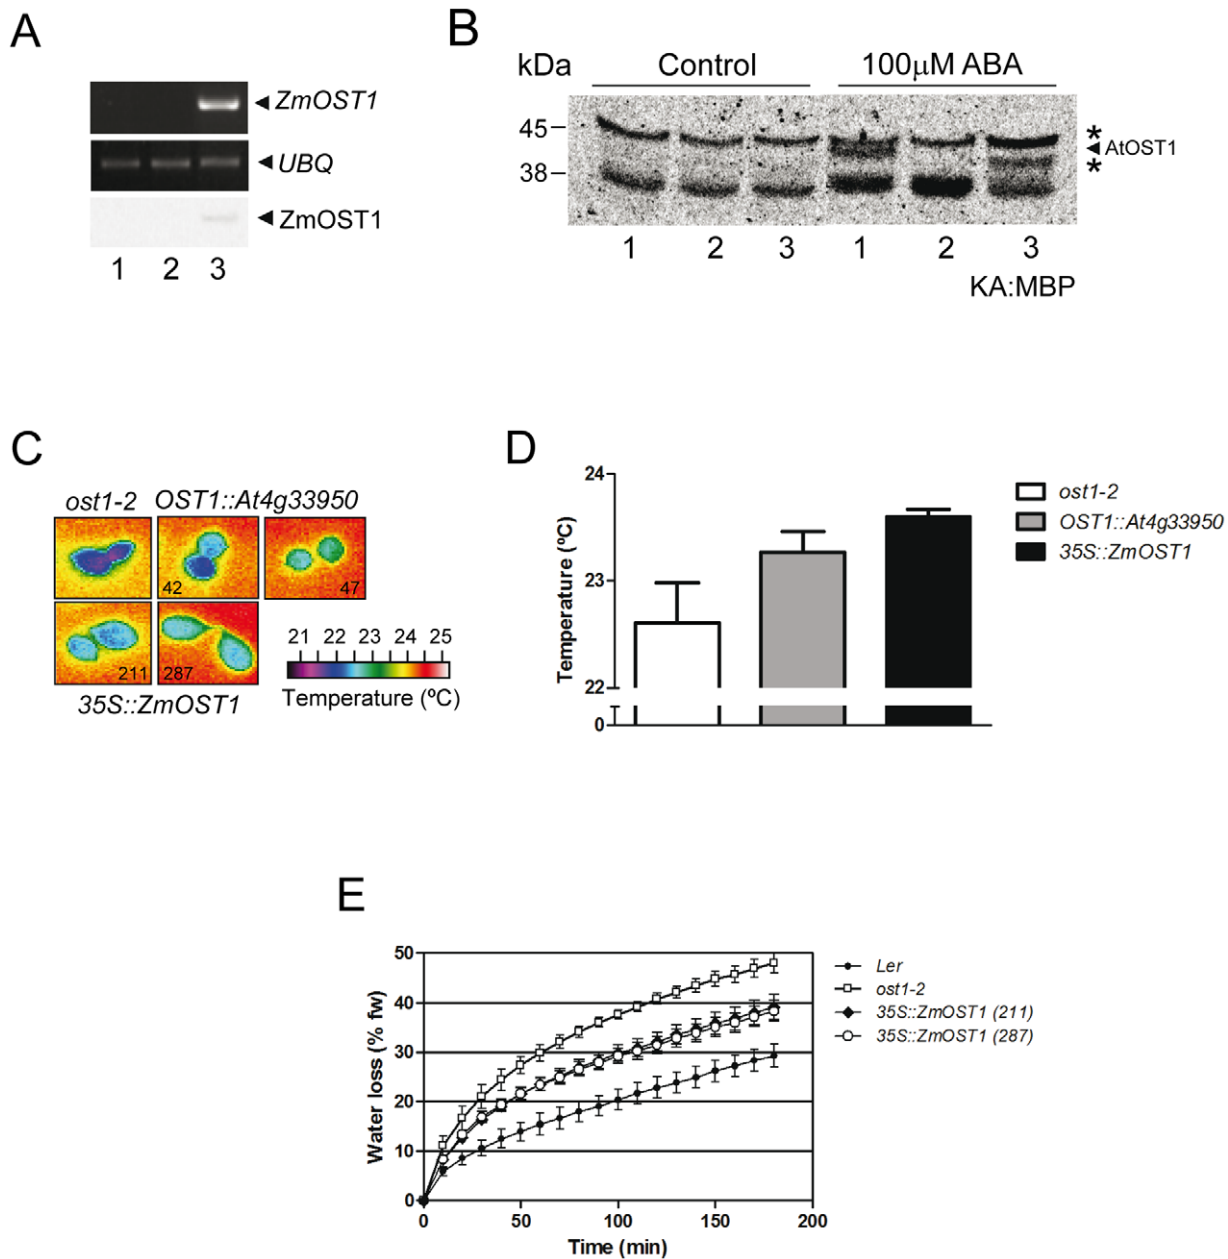 A
ZmOST1
UBQ
ZmOST1
1 2 3
B
kDa Control 100µM ABA
45
38
*
AtOST1
*
1 2 3 1 2 3
KA:MBP
C
ost1-2 OST1::At4g33950
42
47
211
287
35S::ZmOST1
21 22 23 24 25
Temperature (ºC)
D
Temperature (ºC)
24
23
22
0
ost1-2
OST1::At4g33950
35S::ZmOST1
E
Water loss (% fw)
50
40
30
20
10
0
0 50 100 150 200
Time (min)
Ler
ost1-2
35S::ZmOST1 (211)
35S::ZmOST1 (287)